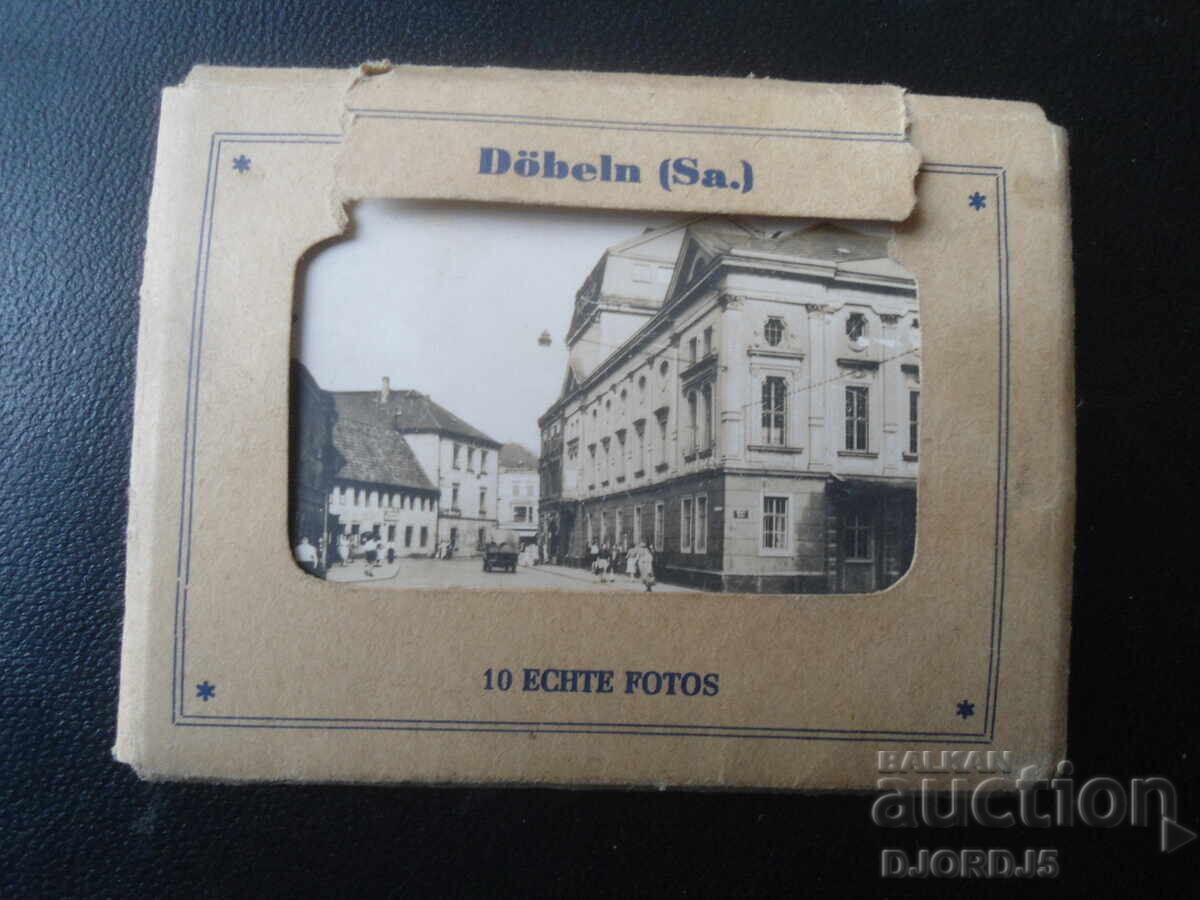 Döbeln (Sa.)
10 ECHTE FOTOS
BALKAN
auction
DJORDJ5